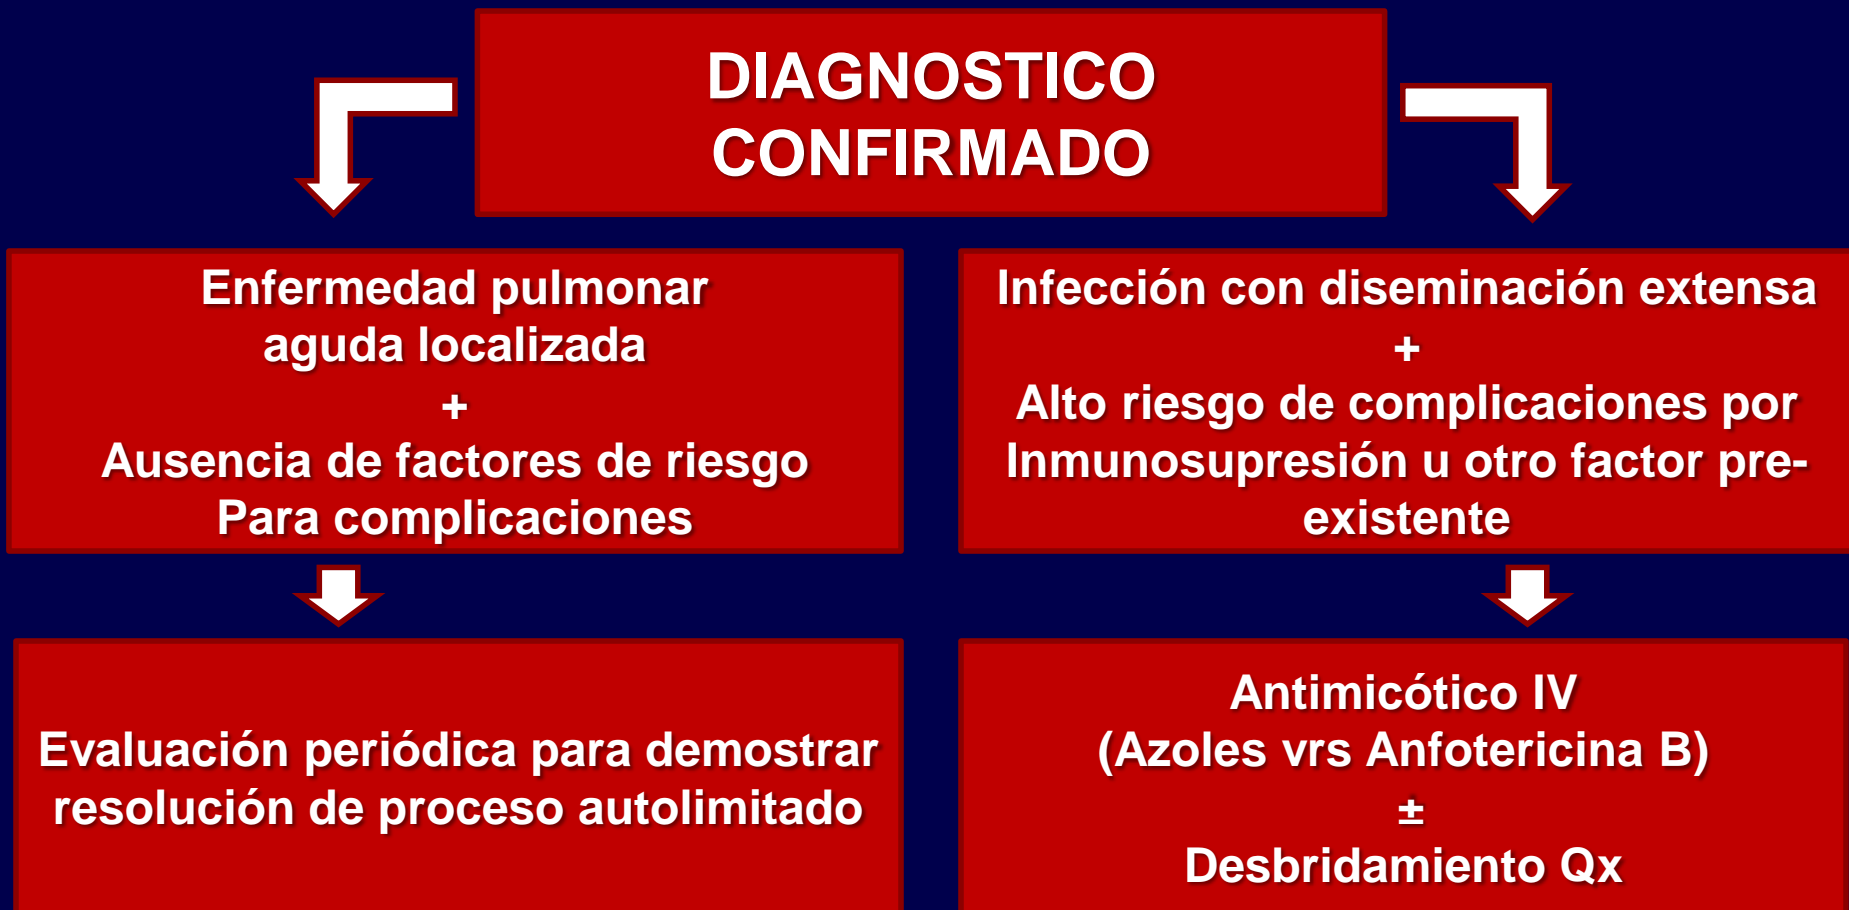 DIAGNOSTICO
CONFIRMADO
Enfermedad pulmonar
aguda localizada
+
Ausencia de factores de riesgo
Para complicaciones
Infección con diseminación extensa
+
Alto riesgo de complicaciones por
Inmunosupresión u otro factor pre-
existente
Evaluación periódica para demostrar
resolución de proceso autolimitado
Antimicótico IV
(Azoles vrs Anfotericina B)
±
Desbridamiento Qx